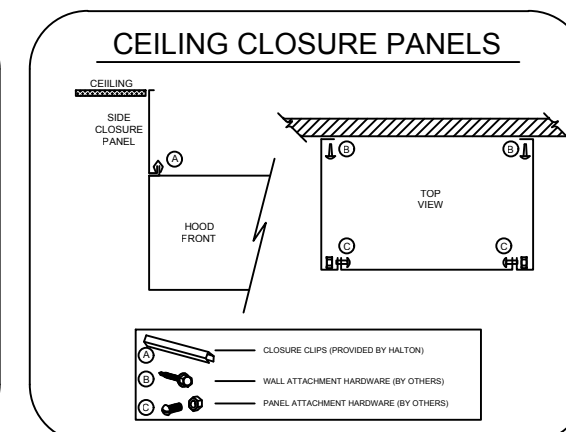 CEILING CLOSURE PANELS
CEIILING
SIDE
CLOSURE
PANEL
A
HOOD
FRONT
B
B
TOP
VIEW
C
C
A
CLOSURE CLIPS (PROVIDED BY HALTON)
B
WALL ATTACHMENT HARDWARE (BY OTHERS)
C
PANEL ATTACHMENT HARDWARE (BY OTHERS)